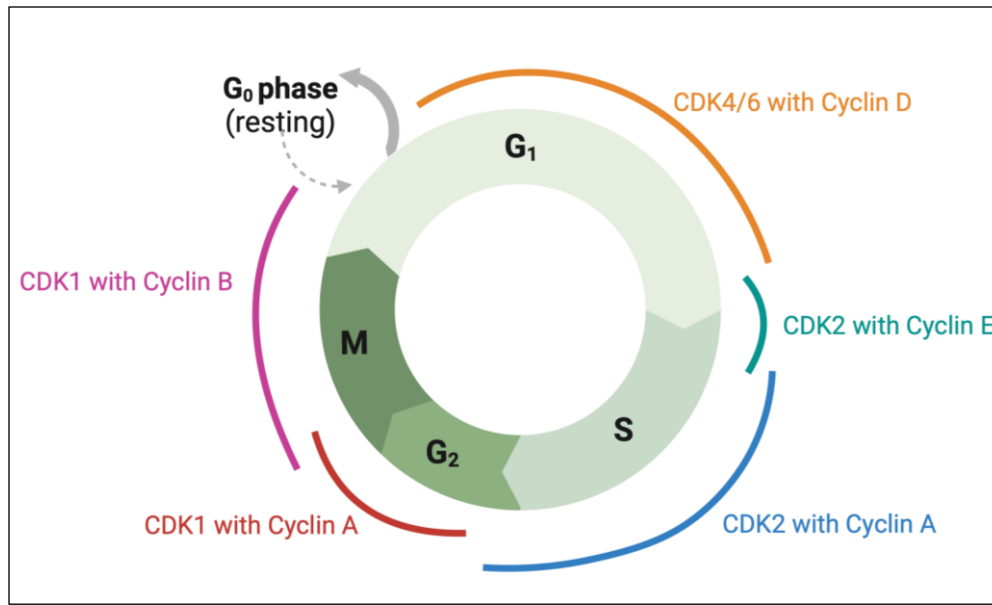 G₀ phase
(resting)
CDK4/6 with Cyclin D
G₁
CDK1 with Cyclin B
CDK2 with Cyclin E
M
S
G₂
CDK1 with Cyclin A
CDK2 with Cyclin A